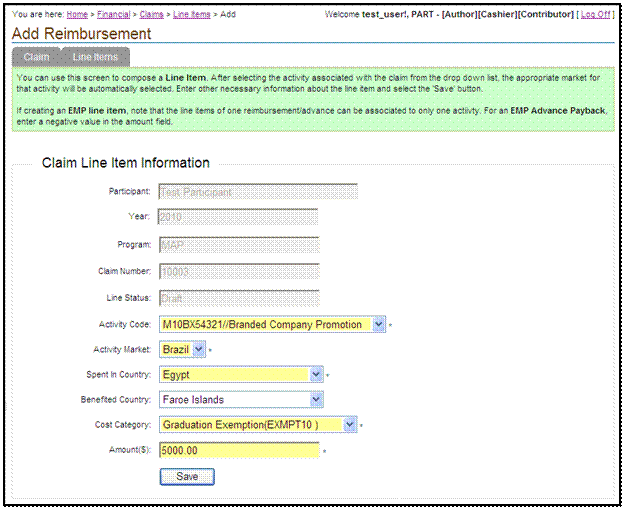 You are here: Home > Financial > Claims > Line Items > Add
Welcome test_user!, PART - [Author][Cashier][Contributor] [ Log Off ]
Add Reimbursement
Claim
Line Items
You can use this screen to compose a Line Item. After selecting the activity associated with the claim from the drop down list, the appropriate market for
that activity will be automatically selected. Enter other necessary information about the line item and select the 'Save' button.
If creating an EMP line item, note that the line items of one reimbursement/advance can be associated to only one activity. For an EMP Advance Payback,
enter a negative value in the amount field.
Claim Line Item Information
Participant: Test Participant
Year: 2010
Program: MAP
Claim Number: 10003
Line Status: Draft
Activity Code: M10BX54321//Branded Company Promotion *
Activity Market: Brazil *
Spent In Country: Egypt *
Benefited Country: Faroe Islands
Cost Category: Graduation Exemption(EXMPT10 ) *
Amount($): 5000.00 *
Save